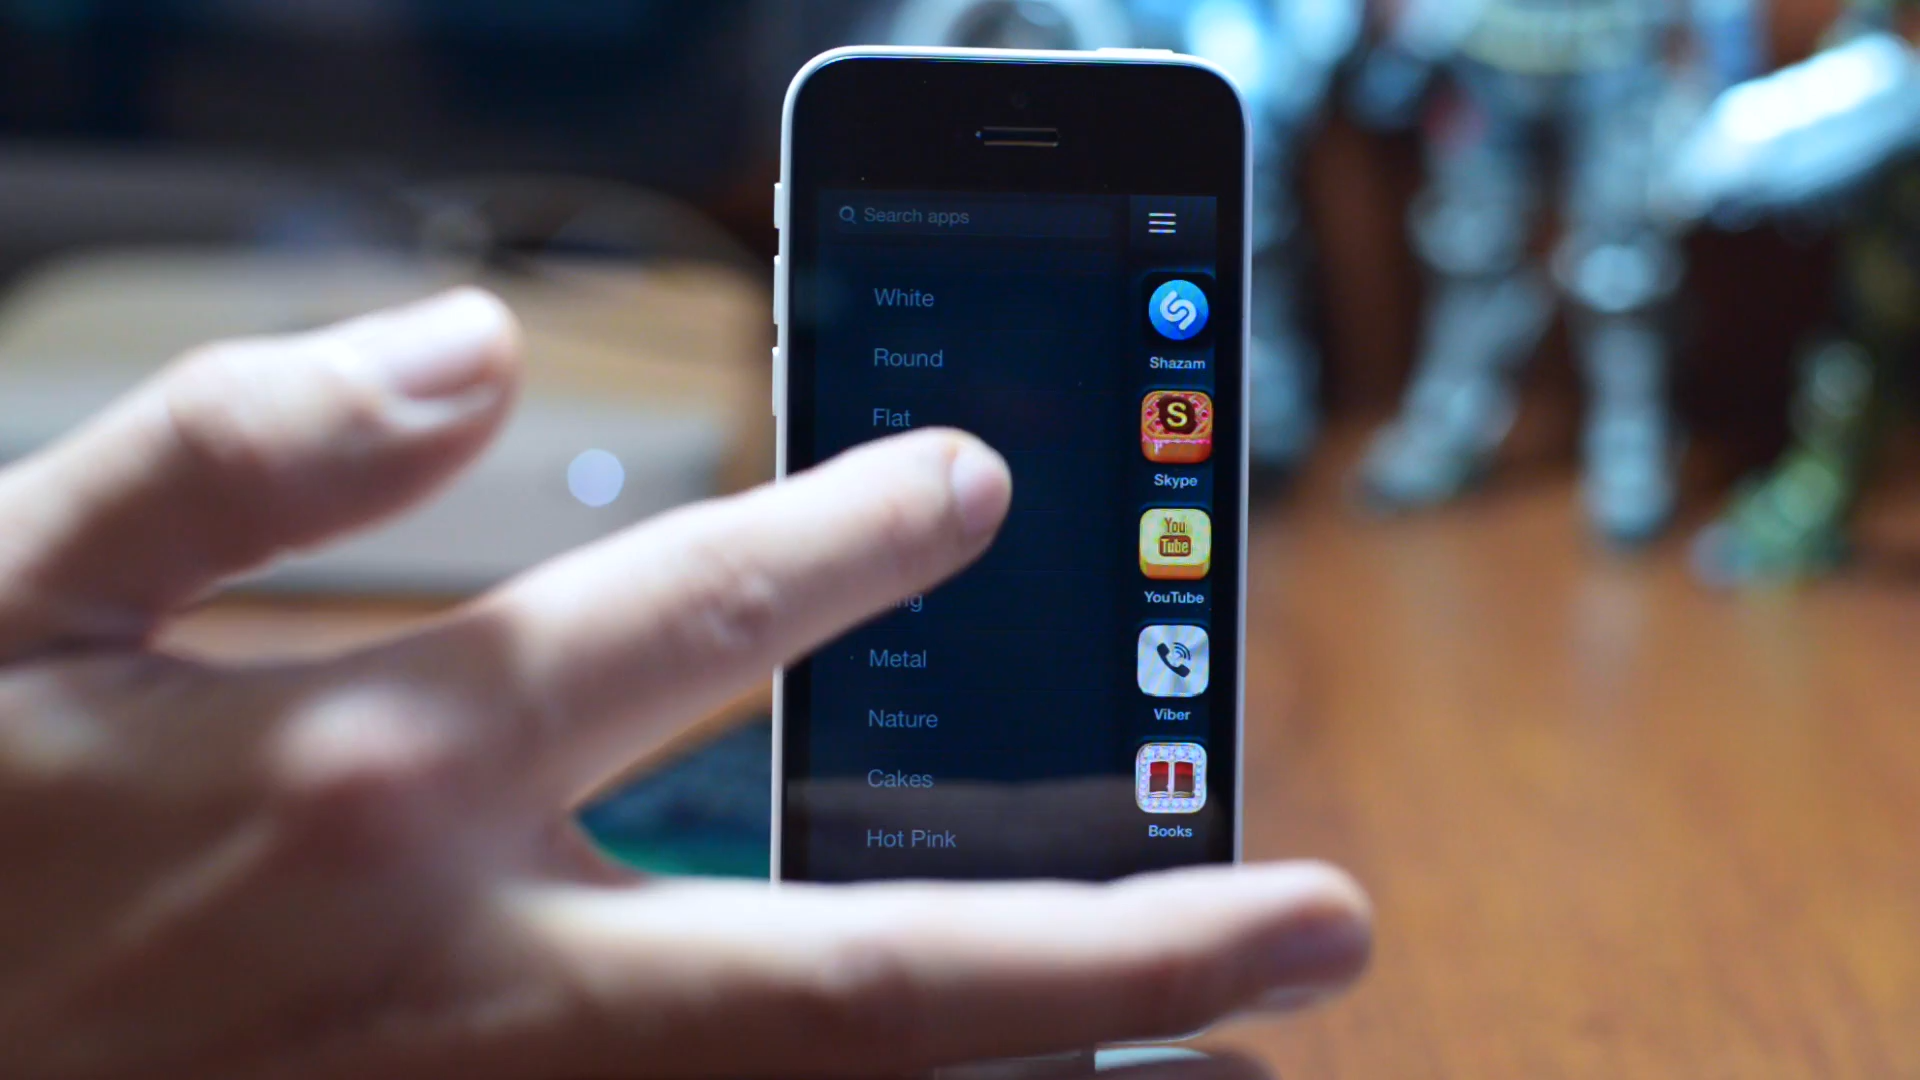 Search apps
White
Round
Flat
Metal
Nature
Cakes
Hot Pink
Shazam
S
Skype
You
Tube
YouTube
Viber
Books